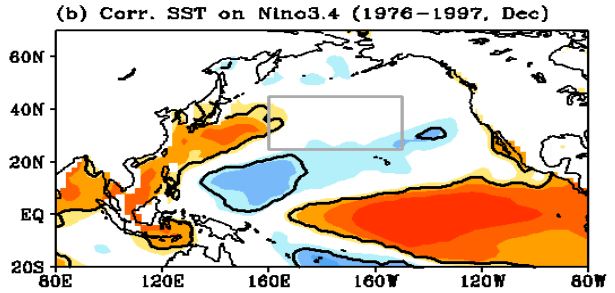 (b) Corr. SST on Nino3.4 (1976-1997, Dec)
60N
40N
20N
EQ
20S
80E 120E 160E 160W 120W 80W